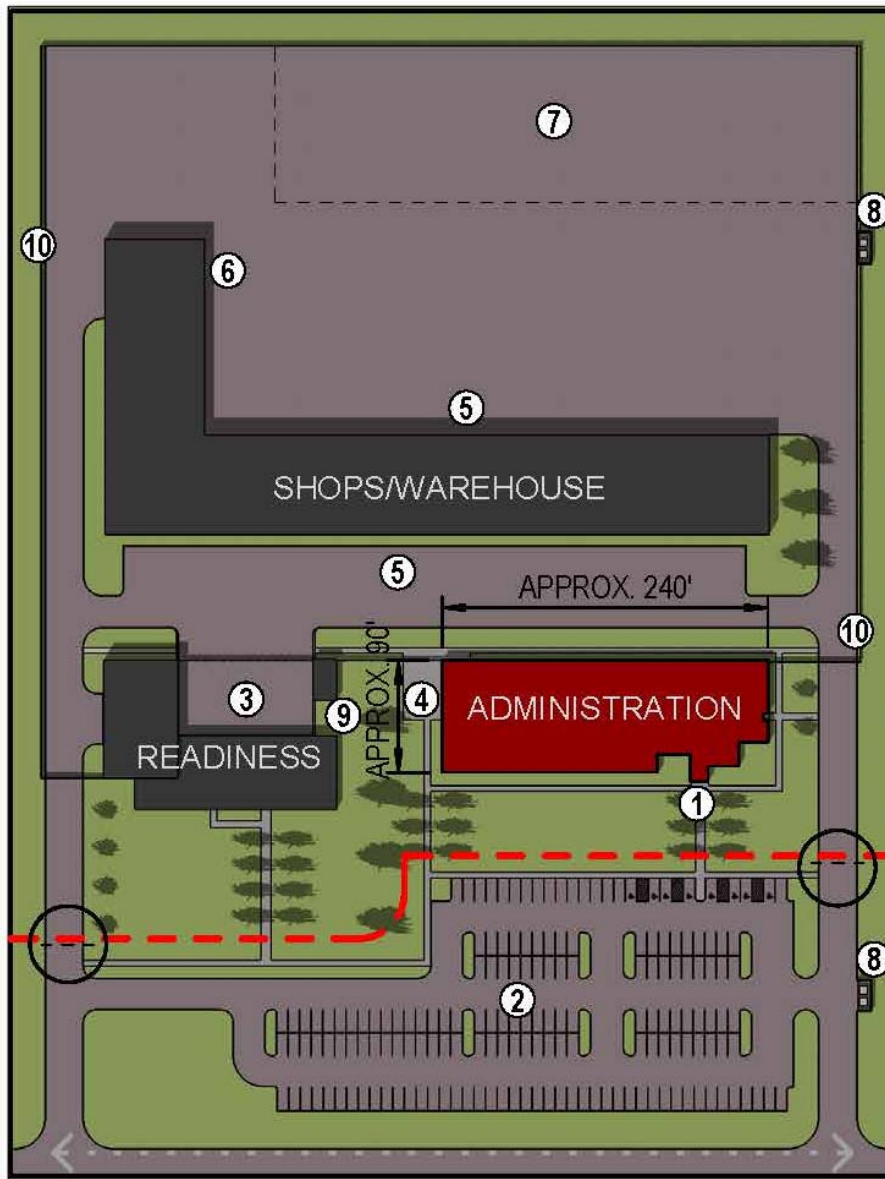 7
8
10
6
5
SHOPS/WAREHOUSE
5
APPROX. 240'
10
3
9
APPROX. 90'
4
ADMINISTRATION
READINESS
1
8
2